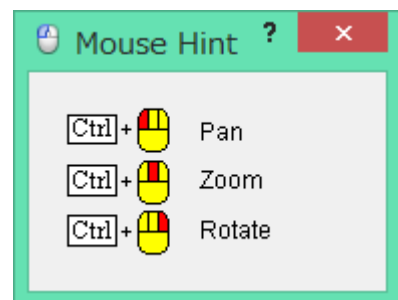 Mouse Hint ? ×
Ctrl + Pan
Ctrl + Zoom
Ctrl + Rotate